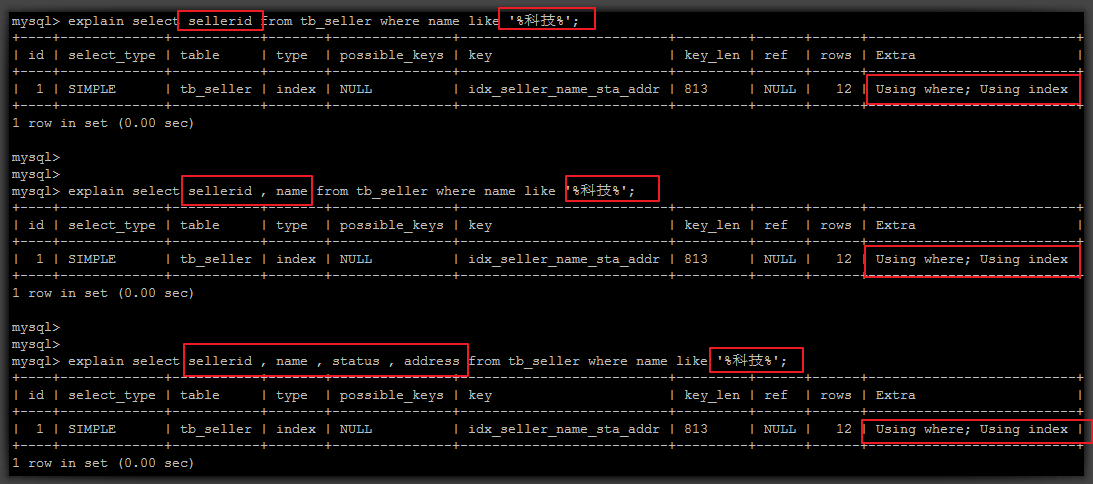 mysql> explain select sellerid from tb_seller where name like '%科技%';
+----+-------------+-----------+-------+---------------+--------------------------+---------+------+------+--------------------------+
| id | select_type | table | type | possible_keys | key | key_len | ref | rows | Extra |
+----+-------------+-----------+-------+---------------+--------------------------+---------+------+------+--------------------------+
| 1 | SIMPLE | tb_seller | index | NULL | idx_seller_name_sta_addr | 813 | NULL | 12 | Using where; Using index |
+----+-------------+-----------+-------+---------------+--------------------------+---------+------+------+--------------------------+
1 row in set (0.00 sec)
mysql>
mysql>
mysql> explain select sellerid , name from tb_seller where name like '%科技%';
+----+-------------+-----------+-------+---------------+--------------------------+---------+------+------+--------------------------+
| id | select_type | table | type | possible_keys | key | key_len | ref | rows | Extra |
+----+-------------+-----------+-------+---------------+--------------------------+---------+------+------+--------------------------+
| 1 | SIMPLE | tb_seller | index | NULL | idx_seller_name_sta_addr | 813 | NULL | 12 | Using where; Using index |
+----+-------------+-----------+-------+---------------+--------------------------+---------+------+------+--------------------------+
1 row in set (0.00 sec)
mysql>
mysql>
mysql> explain select sellerid , name , status , address from tb_seller where name like '%科技%';
+----+-------------+-----------+-------+---------------+--------------------------+---------+------+------+--------------------------+
| id | select_type | table | type | possible_keys | key | key_len | ref | rows | Extra |
+----+-------------+-----------+-------+---------------+--------------------------+---------+------+------+--------------------------+
| 1 | SIMPLE | tb_seller | index | NULL | idx_seller_name_sta_addr | 813 | NULL | 12 | Using where; Using index |
+----+-------------+-----------+-------+---------------+--------------------------+---------+------+------+--------------------------+
1 row in set (0.00 sec)